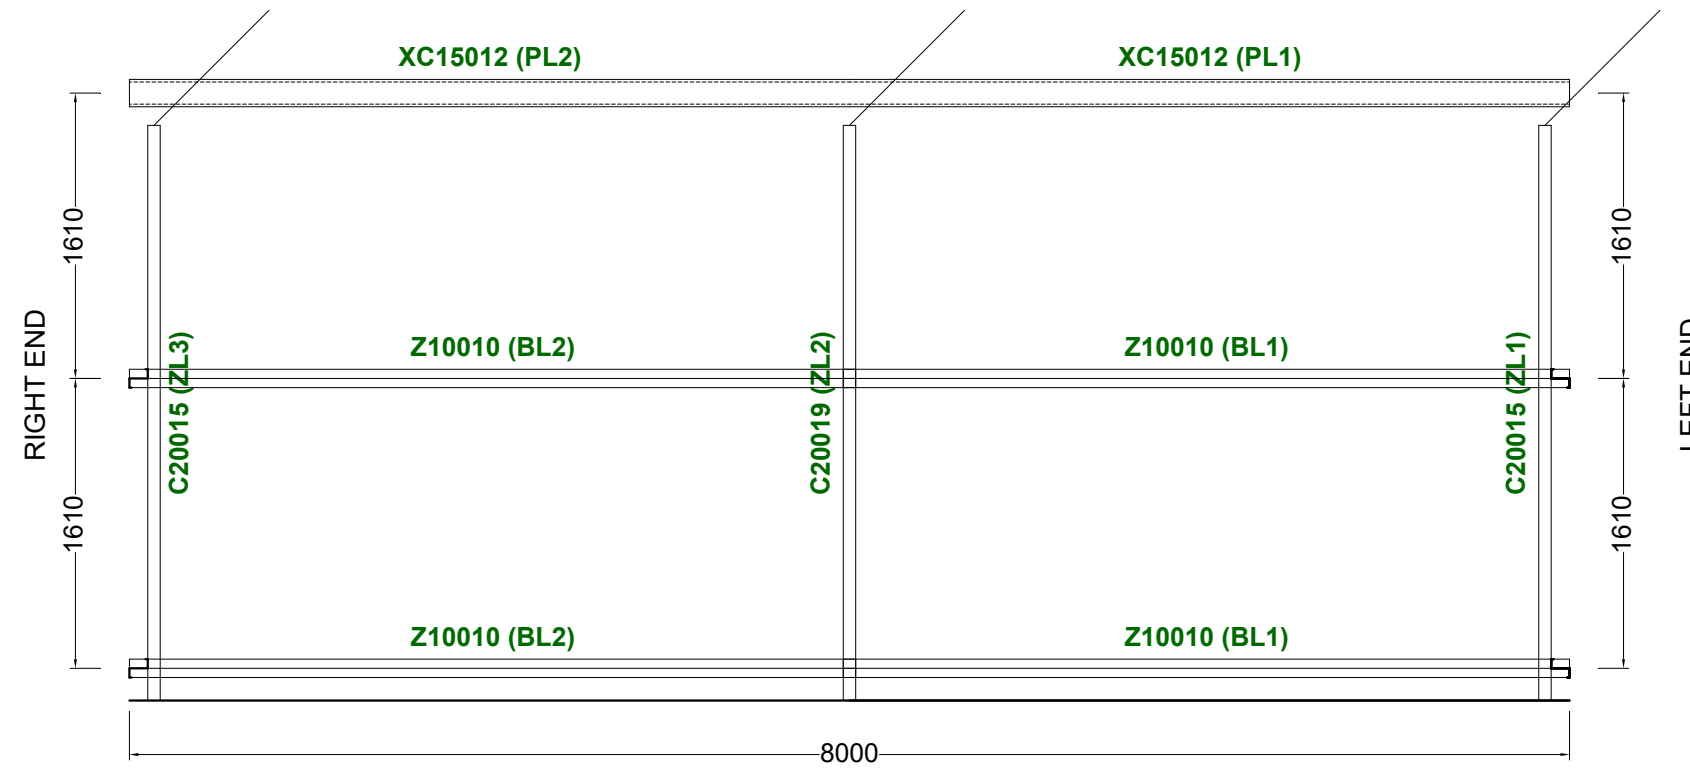 XC15012 (PL2)
XC15012 (PL1)
1610
1610
RIGHT END
C20015 (ZL3)
Z10010 (BL2)
C20019 (ZL2)
Z10010 (BL1)
C20015 (ZL1)
1610
1610
Z10010 (BL2)
Z10010 (BL1)
8000